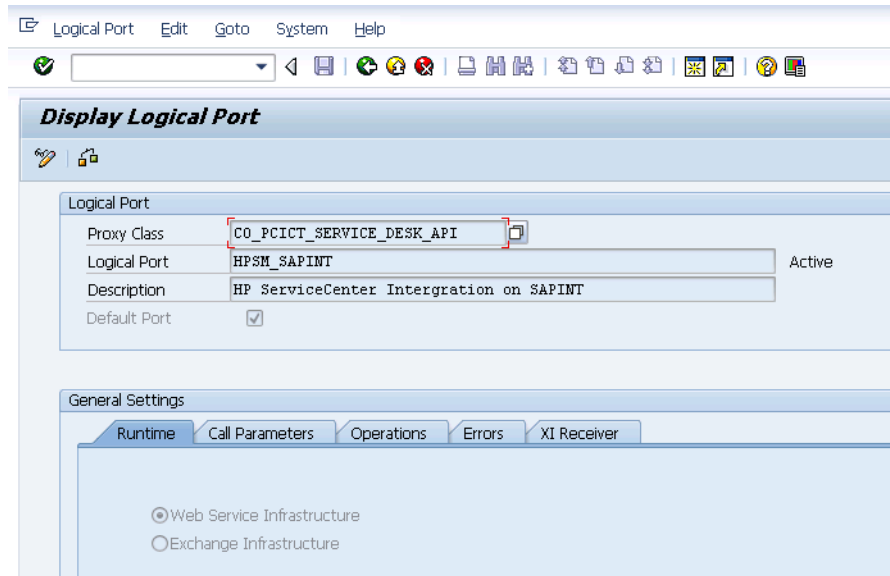 Logical Port Edit Goto System Help
Display Logical Port
Logical Port
Proxy Class CO_PCICT_SERVICE_DESK_API
Logical Port HPSM_SAPINT Active
Description HP ServiceCenter Intergration on SAPINT
Default Port
General Settings
Runtime Call Parameters Operations Errors XI Receiver
Web Service Infrastructure
Exchange Infrastructure